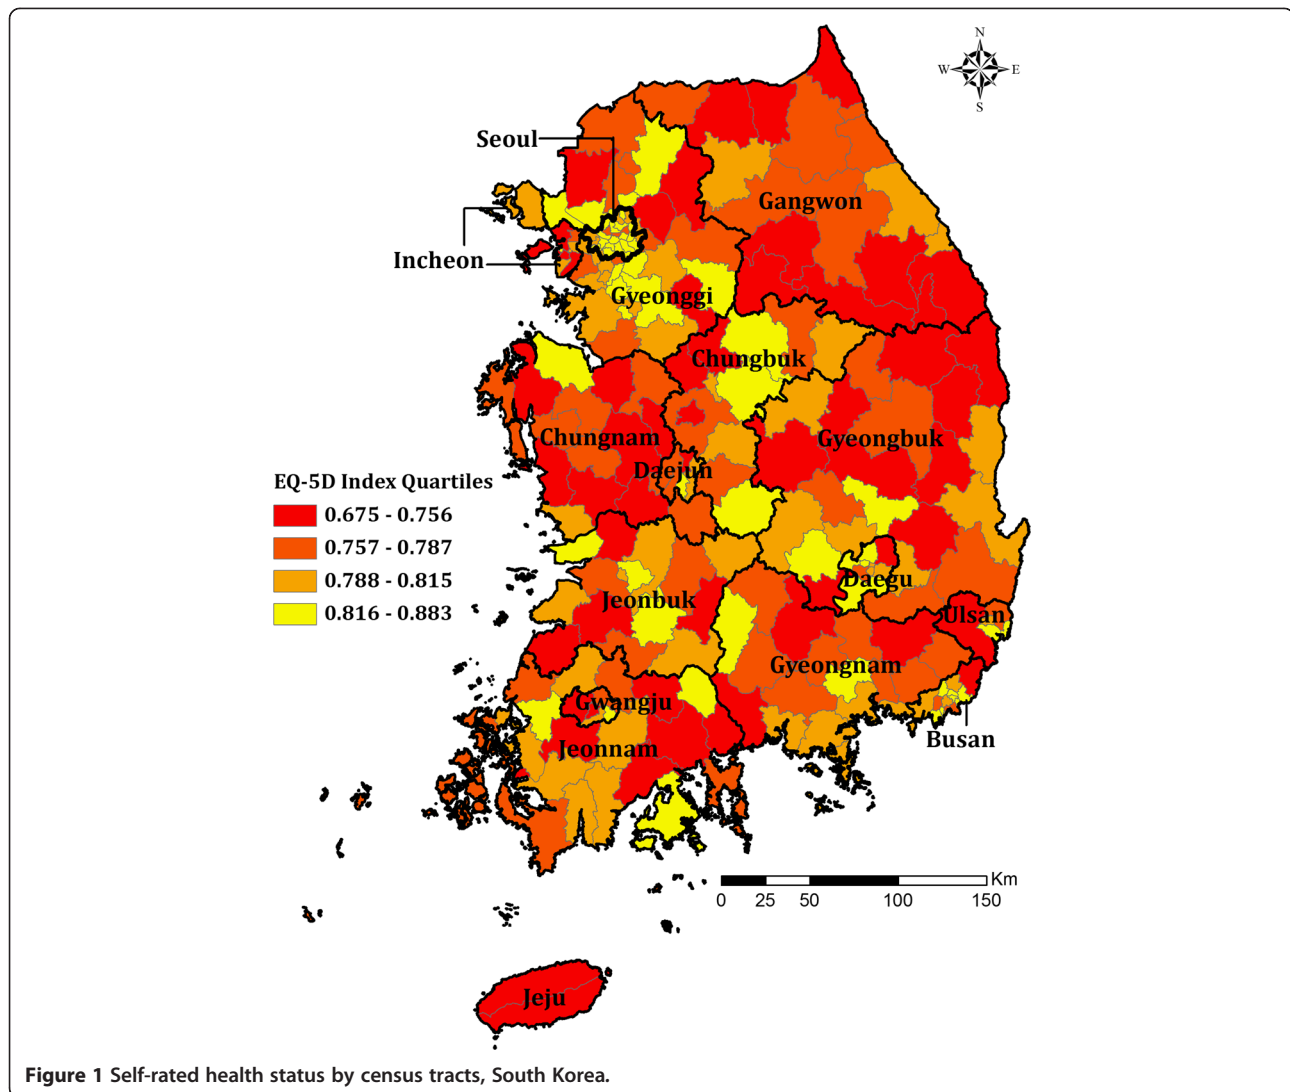 N
W E
S
Seoul
Gangwon
Incheon
Gyeonggi
Chungbuk
Chungnam
Gyeongbuk
Daejun
EQ-5D Index Quartiles
0.675 - 0.756
0.757 - 0.787
0.788 - 0.815
0.816 - 0.883
Daegu
Jeonbuk
Ulsan
Gyeongnam
Gwangju
Busan
Jeonnam
Km
0 25 50 100 150
Jeju
Figure 1 Self-rated health status by census tracts, South Korea.